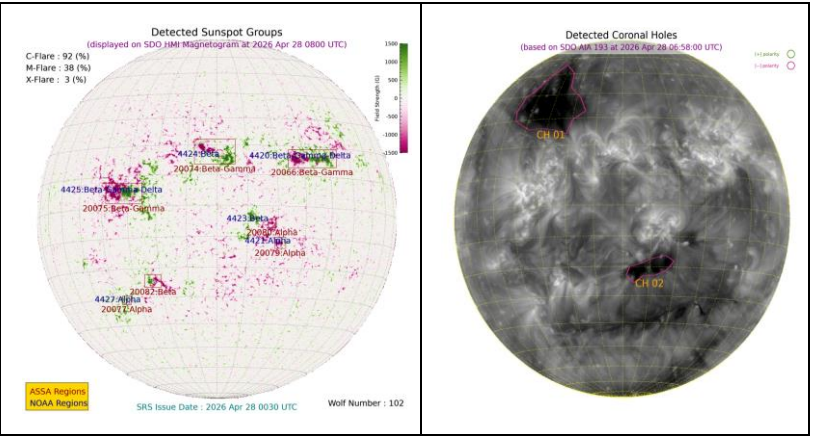 Detected Sunspot Groups
(displayed on SDO HMI Magnetogram at 2026 Apr 28 0800 UTC)
C-Flare : 92 (%)
M-Flare : 38 (%)
X-Flare : 3 (%)
1500
1000
500
0
-500
-1000
-1500
Field Strength (G)
4424:Beta
20074:Beta-Gamma
4420:Beta-Gamma-Delta
20066:Beta-Gamma
4425:Beta-Gamma-Delta
20075:Beta-Gamma
4423:Beta
20080:Alpha
4421:Alpha
20079:Alpha
20082:Beta
4427:Alpha
20077:Alpha
ASSA Regions
NOAA Regions
SRS Issue Date : 2026 Apr 28 0030 UTC
Wolf Number : 102
Detected Coronal Holes
(based on SDO AIA 193 at 2026 Apr 28 06:58:00 UTC)
(+) polarity
(-) polarity
CH 01
CH 02